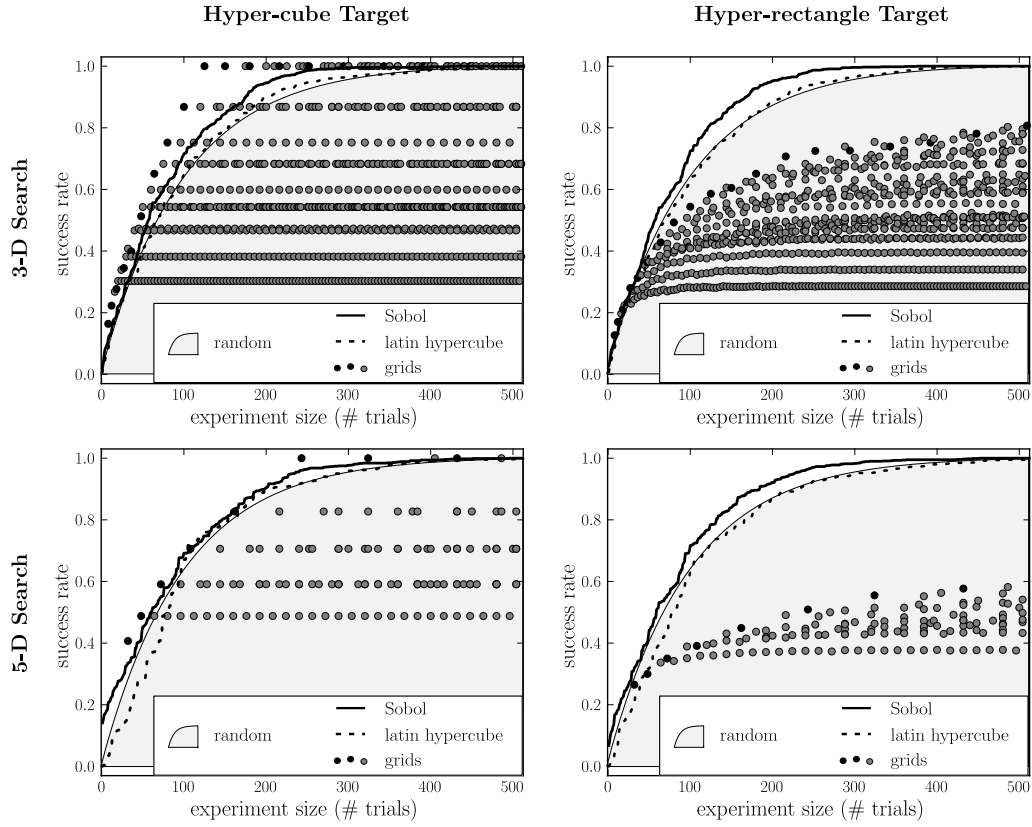 Hyper-cube Target
Hyper-rectangle Target
3-D Search
success rate
1.0
0.8
0.6
0.4
0.2
0.0
Sobol
random
latin hypercube
grids
0 100 200 300 400 500
experiment size (# trials)
success rate
1.0
0.8
0.6
0.4
0.2
0.0
Sobol
random
latin hypercube
grids
0 100 200 300 400 500
experiment size (# trials)
5-D Search
success rate
1.0
0.8
0.6
0.4
0.2
0.0
Sobol
random
latin hypercube
grids
0 100 200 300 400 500
experiment size (# trials)
success rate
1.0
0.8
0.6
0.4
0.2
0.0
Sobol
random
latin hypercube
grids
0 100 200 300 400 500
experiment size (# trials)